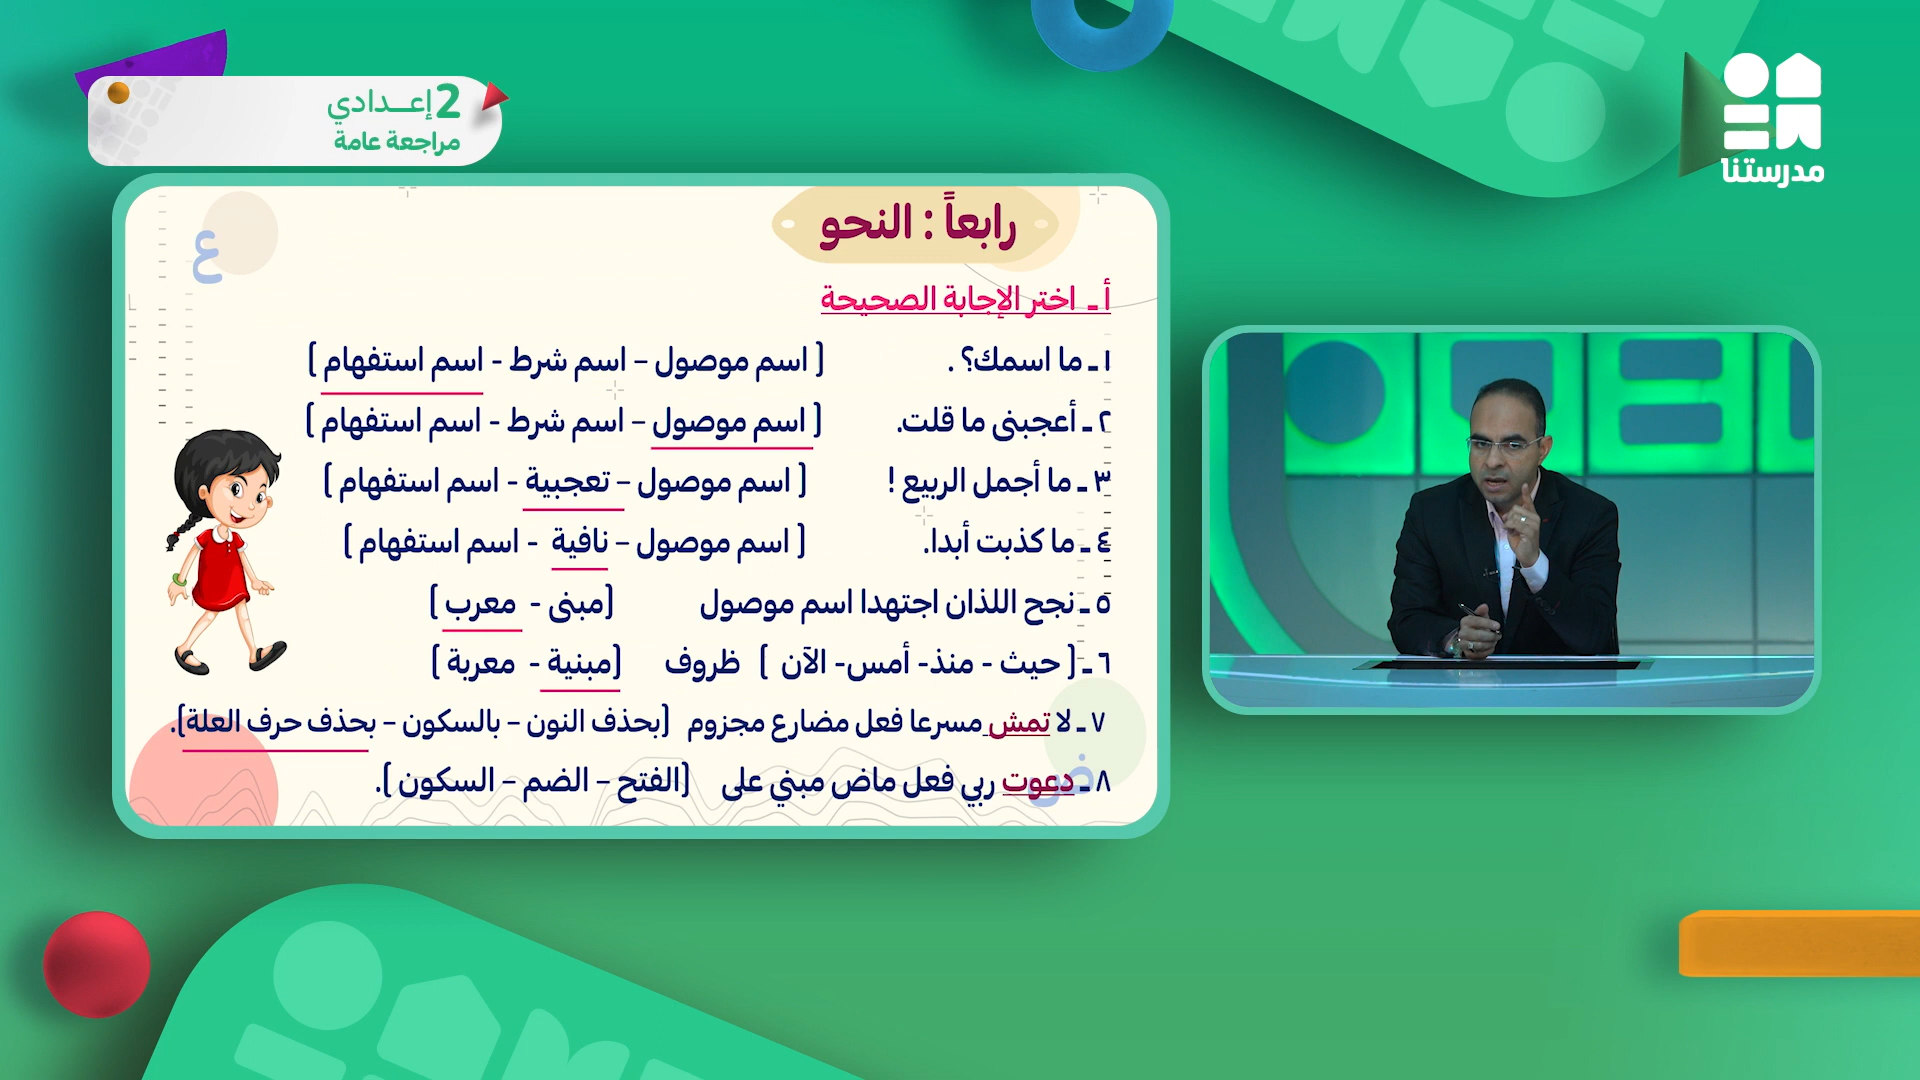 2 إعـدادي
مراجعة عامة
مدرستنا
ع
رابعاً : النحو
أ ـ اختر الإجابة الصحيحة
١ ـ ما اسمك؟ . ( اسم موصول – اسم شرط - اسم استفهام )
٢ ـ أعجبنى ما قلت. ( اسم موصول – اسم شرط - اسم استفهام )
٣ ـ ما أجمل الربيع ! ( اسم موصول – تعجبية - اسم استفهام )
٤ ـ ما كذبت أبدا. ( اسم موصول – نافية - اسم استفهام )
٥ ـ نجح اللذان اجتهدا اسم موصول (مبنى - معرب )
٦ ـ ( حيث - منذ- أمس- الآن ) ظروف (مبنية - معربة )
٧ ـ لا تمش مسرعا فعل مضارع مجزوم (بحذف النون – بالسكون – بحذف حرف العلة).
٨ ـ دعوت ربي فعل ماض مبني على (الفتح – الضم – السكون ).
ض